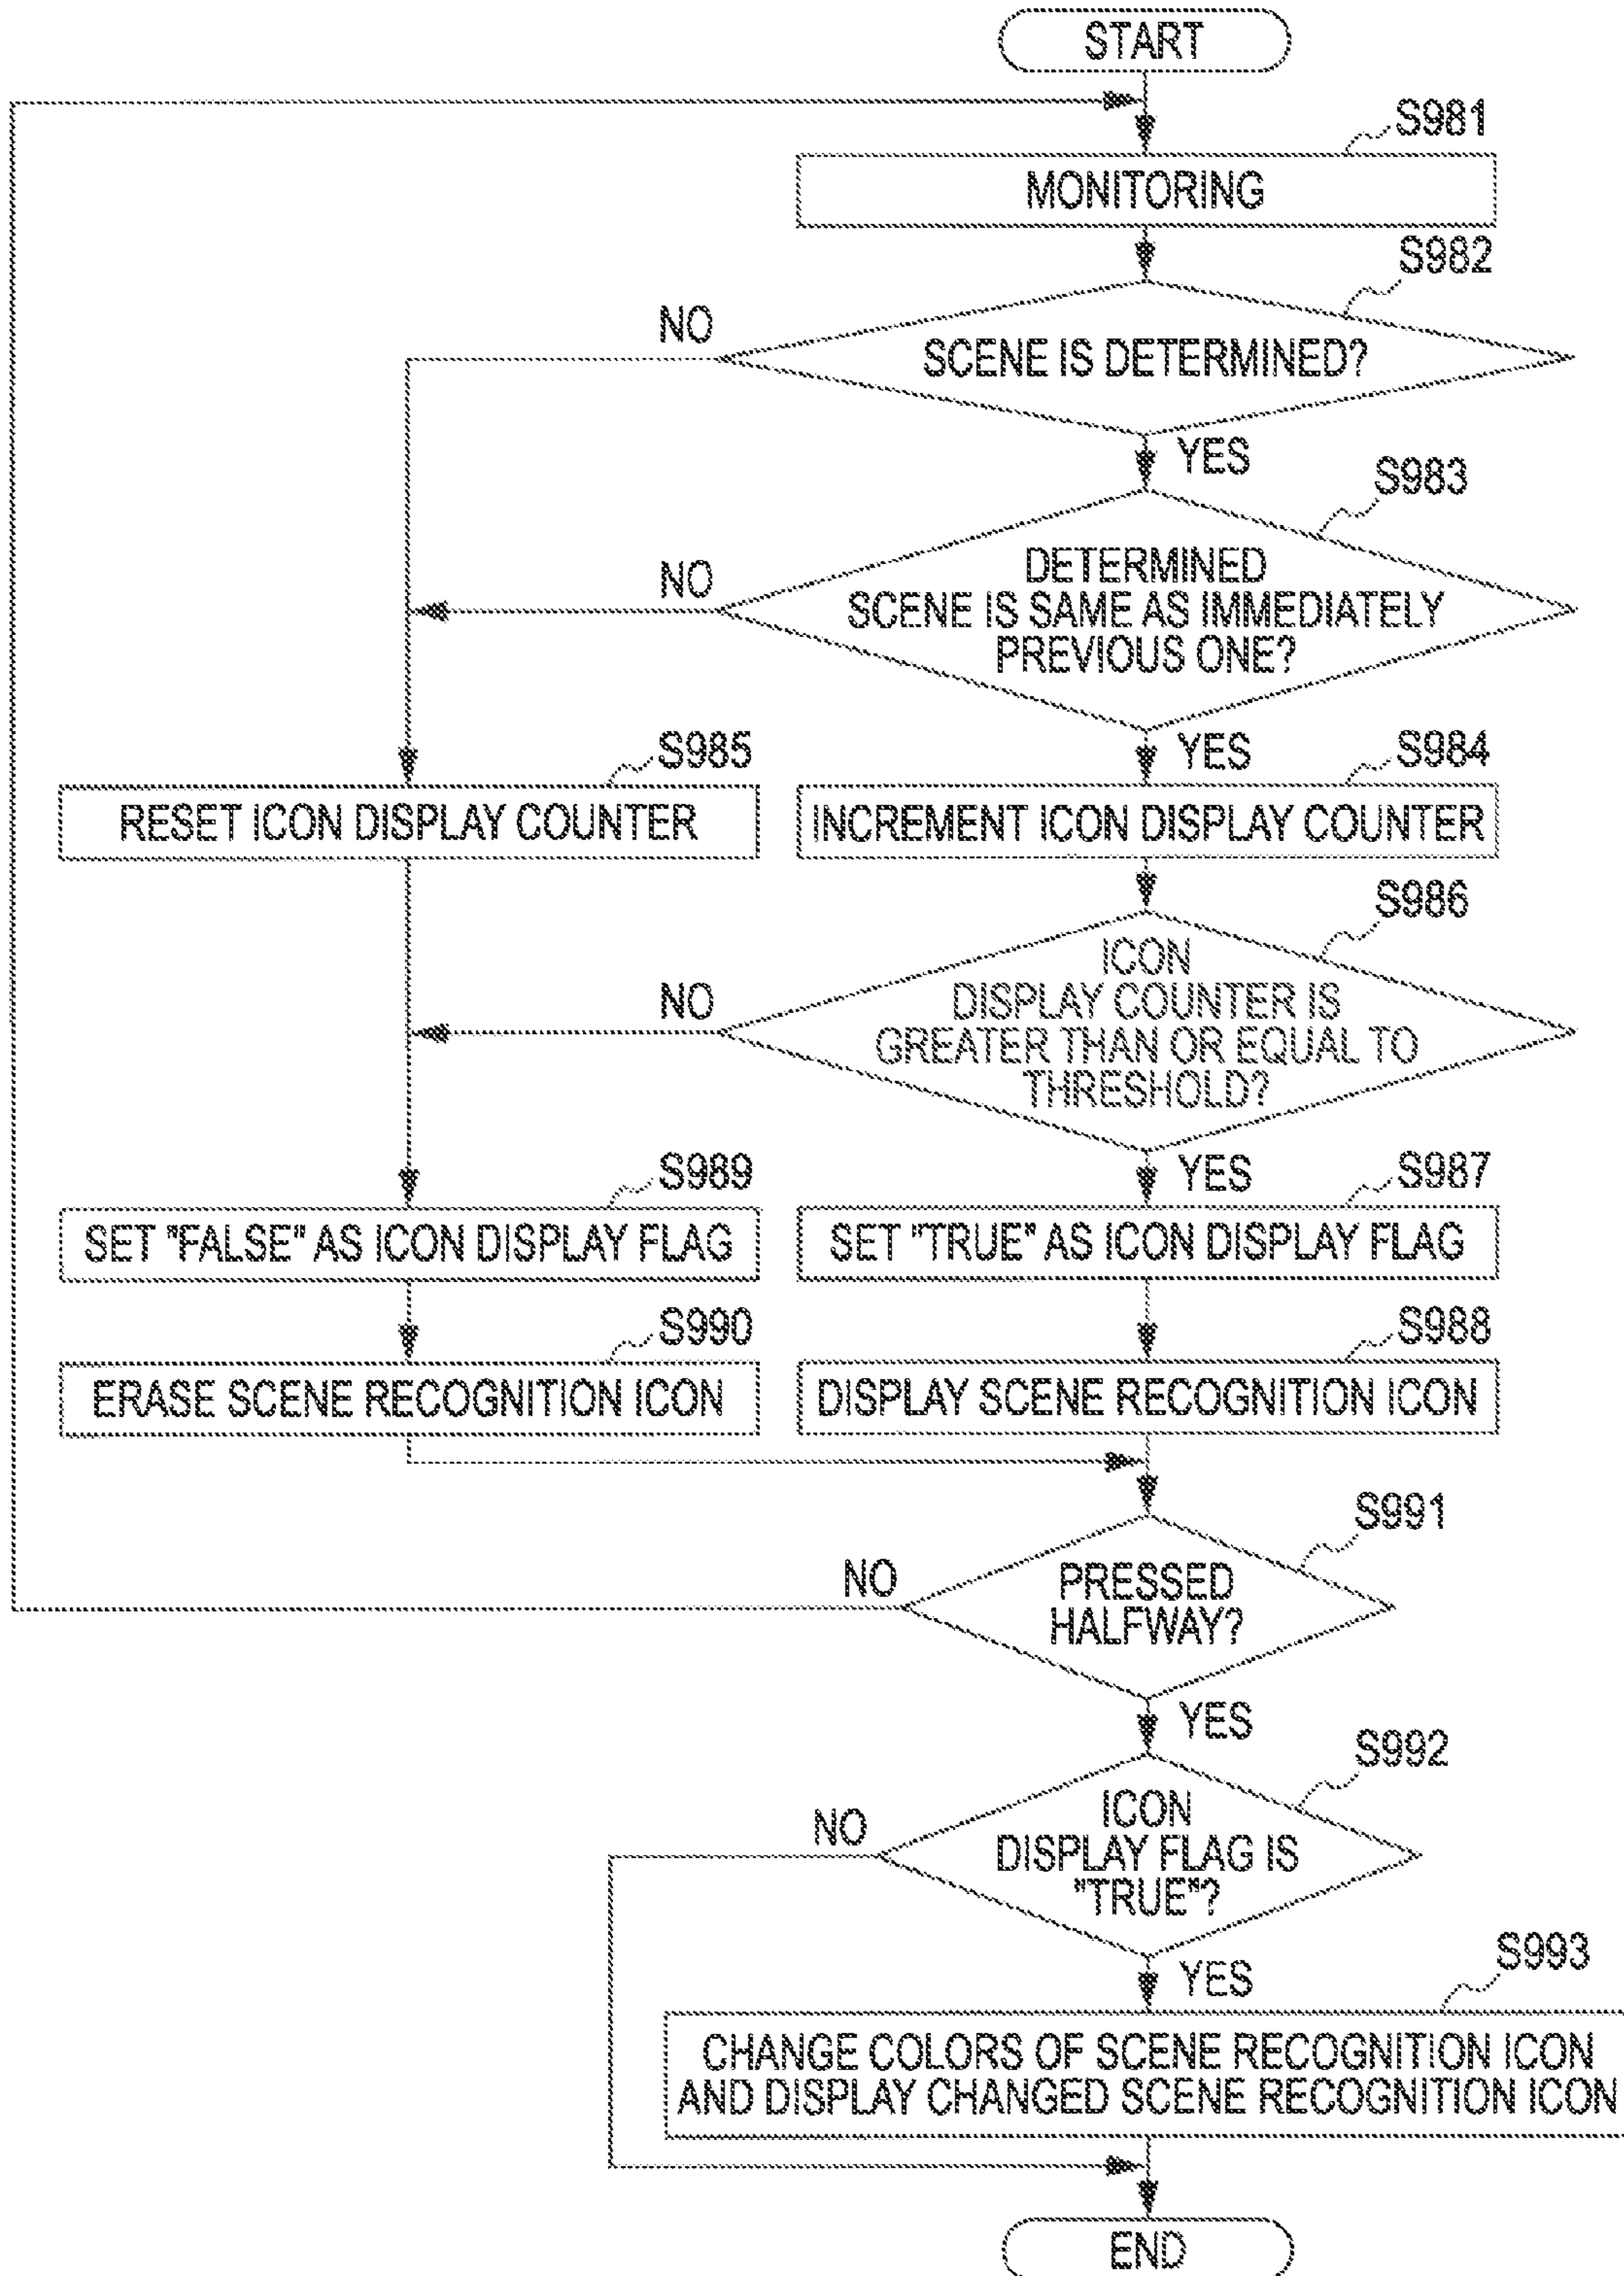 START
S981
MONITORING
S982
NO
SCENE IS DETERMINED?
YES
S983
NO
DETERMINED
SCENE IS SAME AS IMMEDIATELY
PREVIOUS ONE?
S985
YES
S984
RESET ICON DISPLAY COUNTER
INCREMENT ICON DISPLAY COUNTER
S986
NO
ICON
DISPLAY COUNTER IS
GREATER THAN OR EQUAL TO
THRESHOLD?
S989
YES
S987
SET "FALSE" AS ICON DISPLAY FLAG
SET "TRUE" AS ICON DISPLAY FLAG
S990
S988
ERASE SCENE RECOGNITION ICON
DISPLAY SCENE RECOGNITION ICON
S991
NO
PRESSED
HALFWAY?
YES
S992
NO
ICON
DISPLAY FLAG IS
"TRUE"?
YES
S993
CHANGE COLORS OF SCENE RECOGNITION ICON
AND DISPLAY CHANGED SCENE RECOGNITION ICON
END